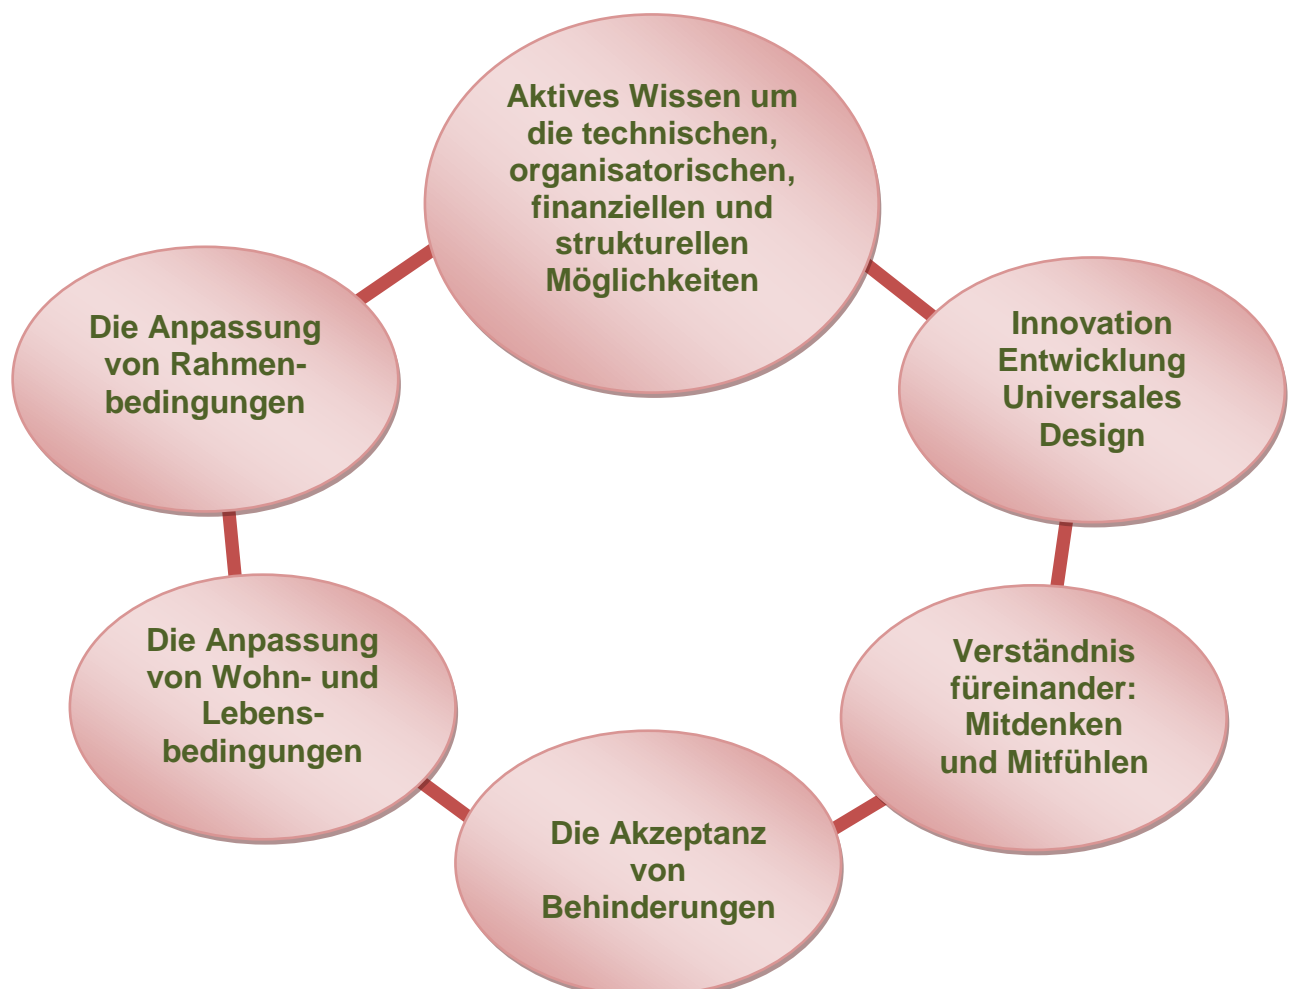 Aktives Wissen um
die technischen,
organisatorischen,
finanziellen und
strukturellen
Möglichkeiten
Innovation
Entwicklung
Universales
Design
Verständnis
füreinander:
Mitdenken
und Mitfühlen
Die Akzeptanz
von
Behinderungen
Die Anpassung
von Wohn- und
Lebens-
bedingungen
Die Anpassung
von Rahmen-
bedingungen